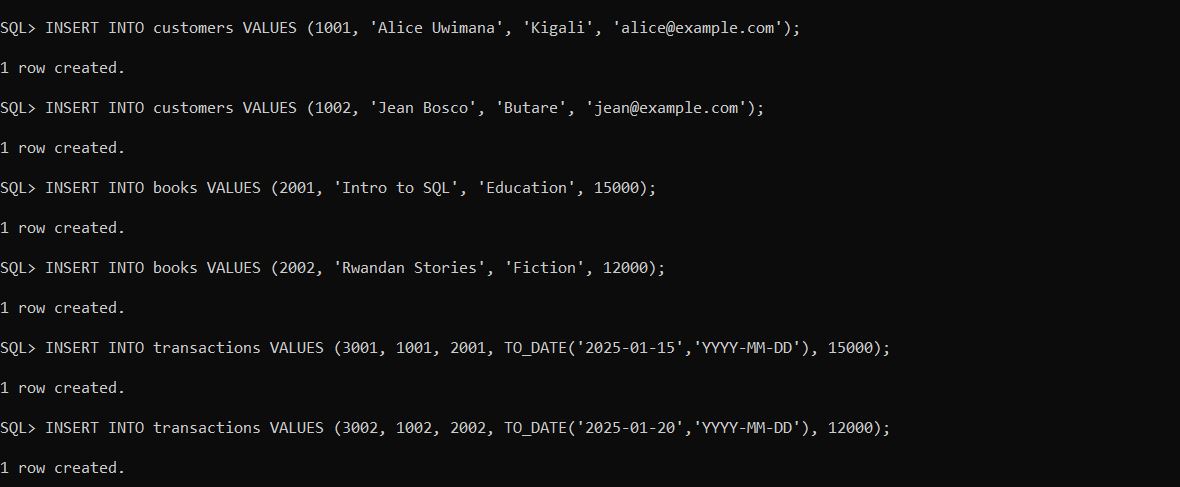 SQL> INSERT INTO customers VALUES (1001, 'Alice Uwimana', 'Kigali', 'alice@example.com');
1 row created.
SQL> INSERT INTO customers VALUES (1002, 'Jean Bosco', 'Butare', 'jean@example.com');
1 row created.
SQL> INSERT INTO books VALUES (2001, 'Intro to SQL', 'Education', 15000);
1 row created.
SQL> INSERT INTO books VALUES (2002, 'Rwandan Stories', 'Fiction', 12000);
1 row created.
SQL> INSERT INTO transactions VALUES (3001, 1001, 2001, TO_DATE('2025-01-15','YYYY-MM-DD'), 15000);
1 row created.
SQL> INSERT INTO transactions VALUES (3002, 1002, 2002, TO_DATE('2025-01-20','YYYY-MM-DD'), 12000);
1 row created.